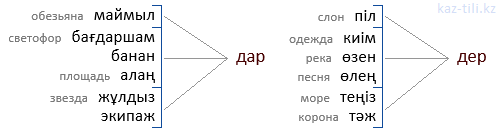 kaz-tili.kz
обезьяна маймыл
светофор бағдаршам
банан
площадь алаң
звезда жұлдыз
экипаж
дар
слон піл
одежда киім
река өзен
песня өлең
море теңіз
корона тәж
дер